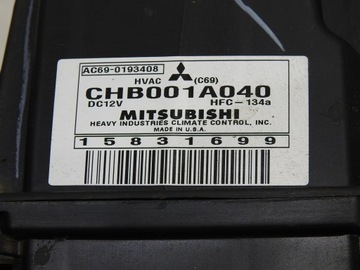 AC69-0193408
HVAC (C69)
CHB001A040
DC12V HFC-134a
MITSUBISHI
HEAVY INDUSTRIES CLIMATE CONTROL, INC.
MADE IN U.S.A.
15831699